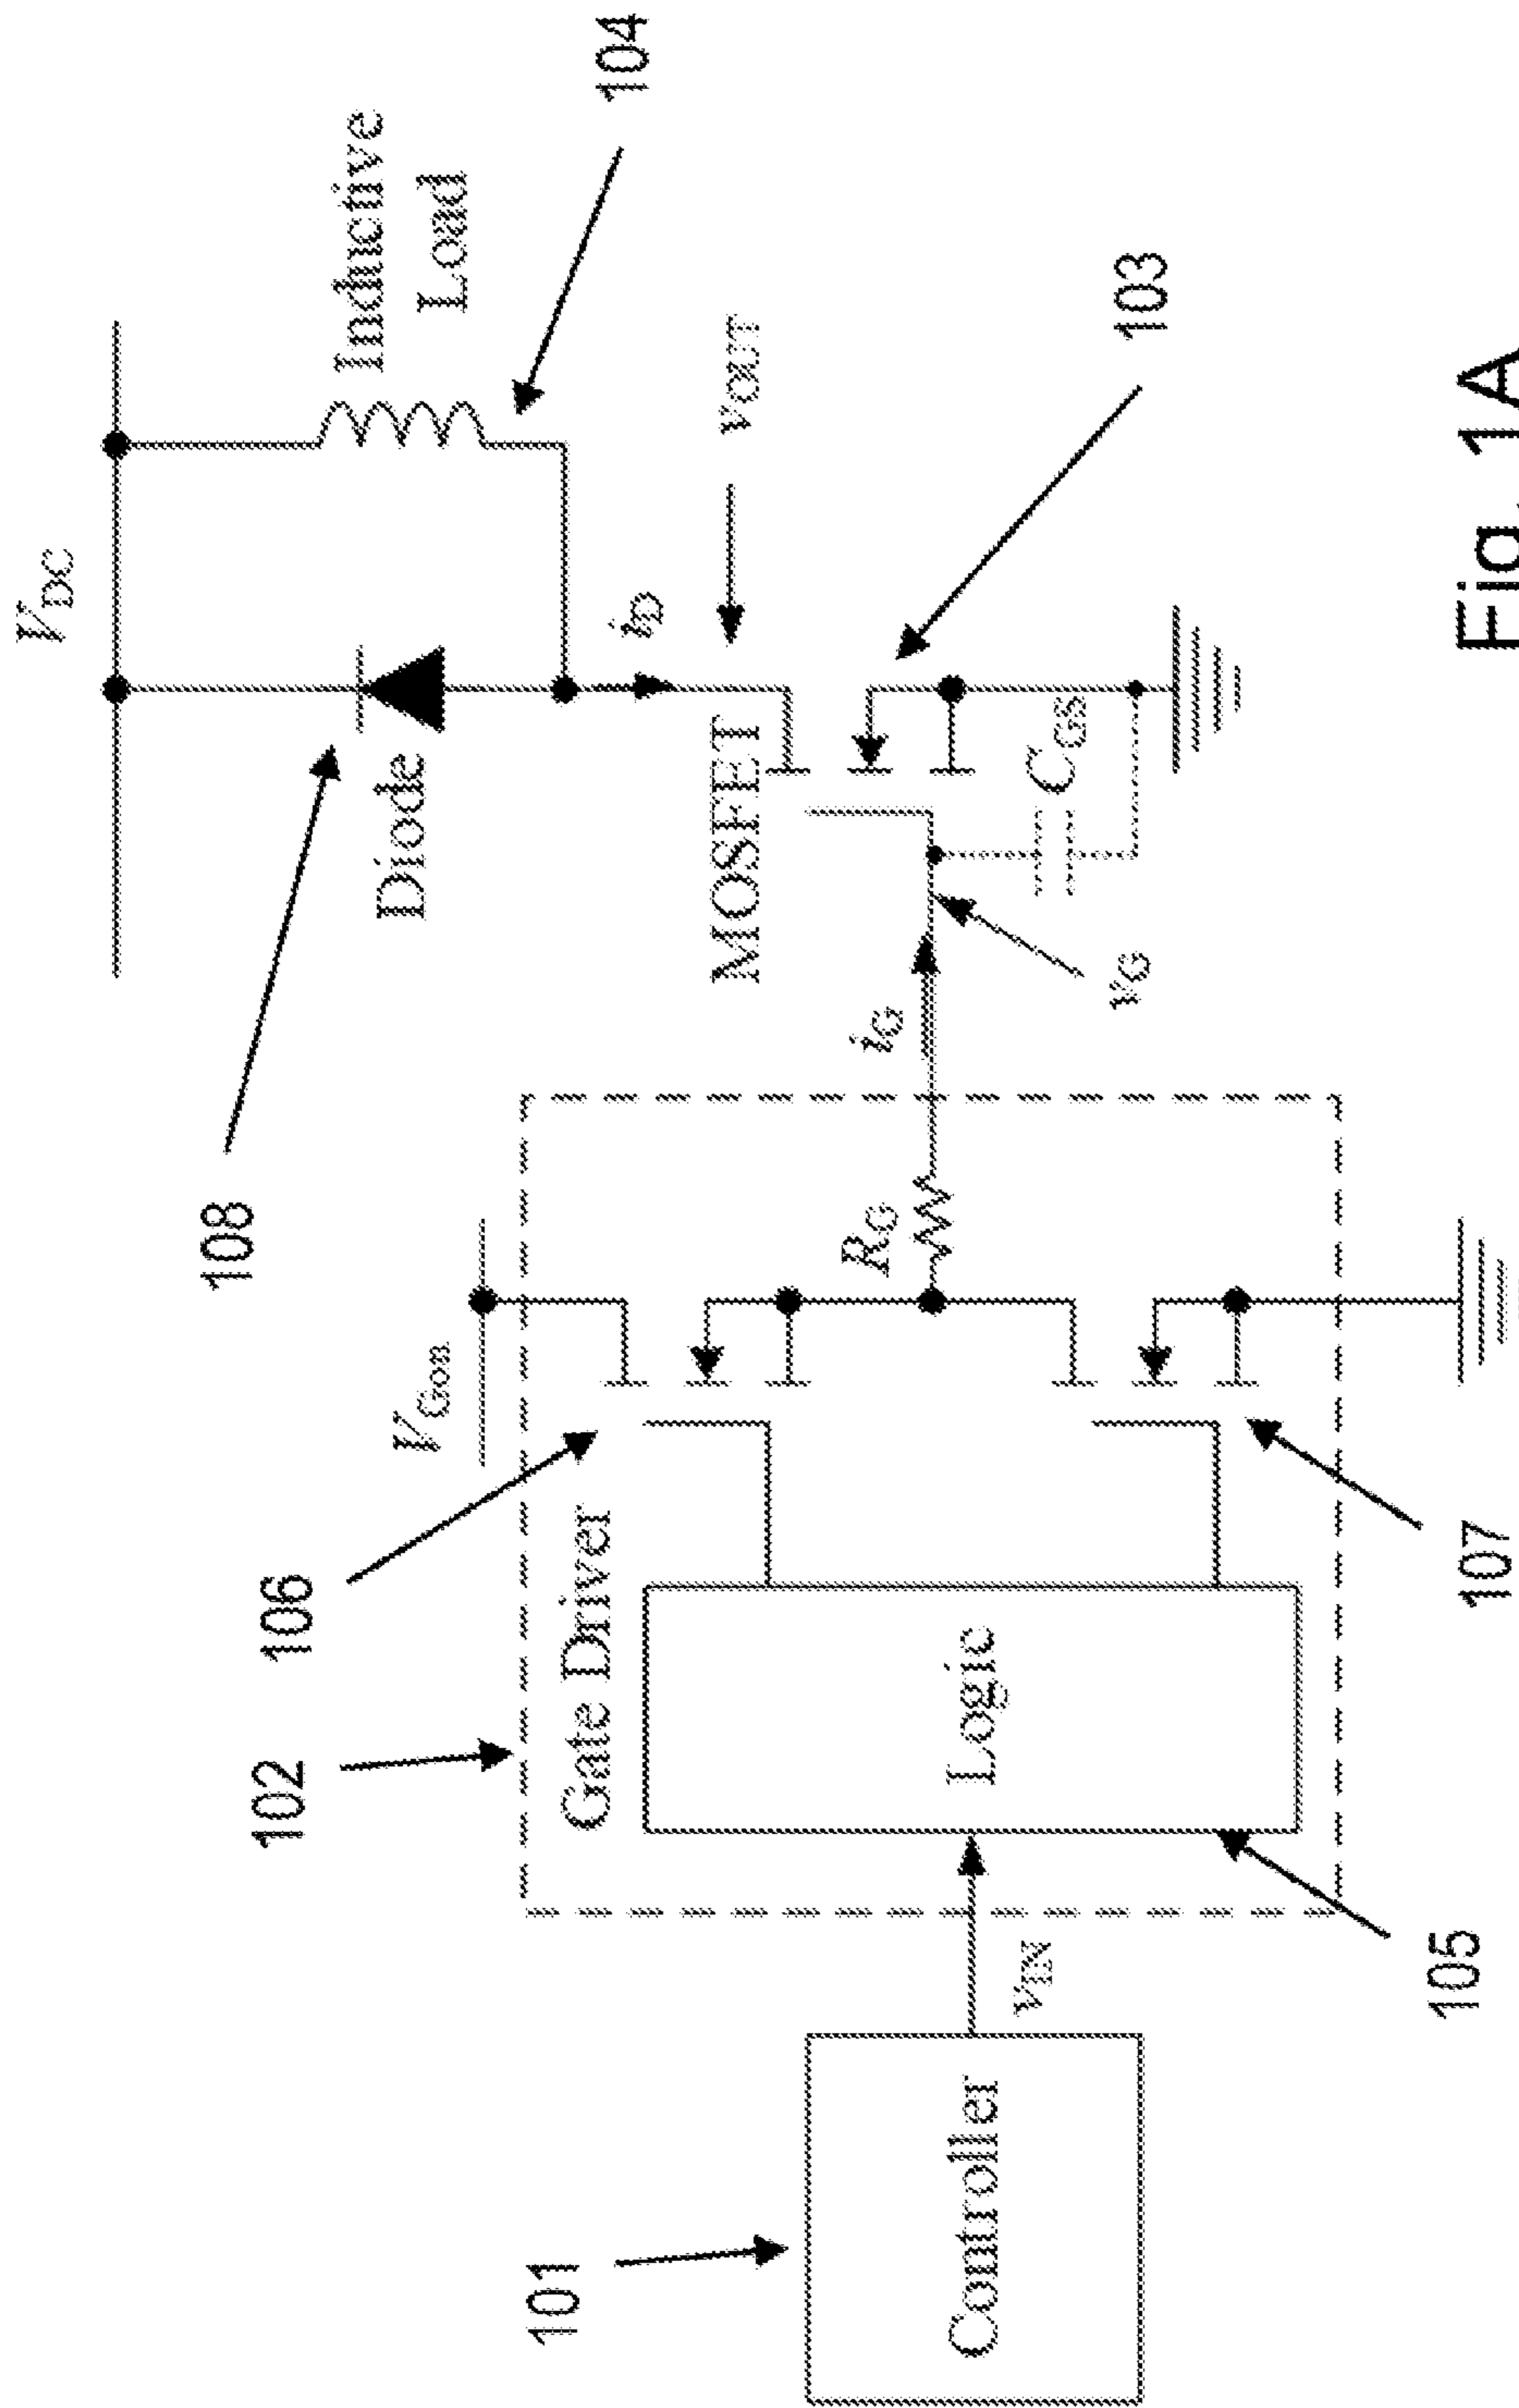 V_DC
104
Inductive
Load
108
Diode
i_D
V_Gon
v_OUT
106
MOSFET
102
Gate Driver
103
R_G
i_G
C_GS
101
Controller
v_IN
Logic
v_G
105
107
Fig. 1A